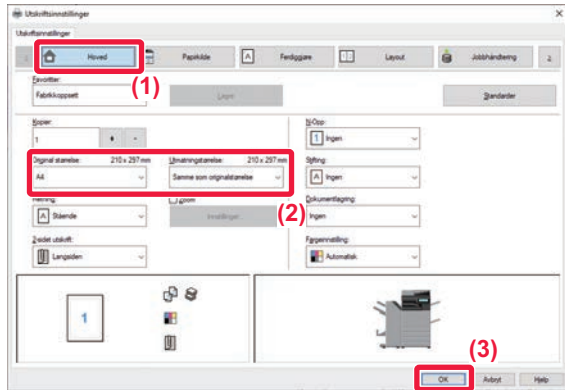 Utskriftsinnstillinger
Utskriftsinnstillinger
Hoved
Papirkilde
Ferdiggjøre
Layout
Jobbhåndtering
(1)
Favoritter:
Fabrikkoppsett
Lagre
Standarder
Kopier:
1
+ -
N-Opp:
1 Ingen
Original størrelse: 210 x 297 mm
Utmatningstørrelse: 210 x 297 mm
Stifting:
A4
Samme som originalstørrelse
A Ingen
(2)
Retning:
Zoom
Dokumentlagring:
A Stående
Innstillinger
Ingen
2-sidet utskrift:
Fargeinnstilling:
Langsiden
Automatisk
1
(3)
OK Avbryt Hjelp